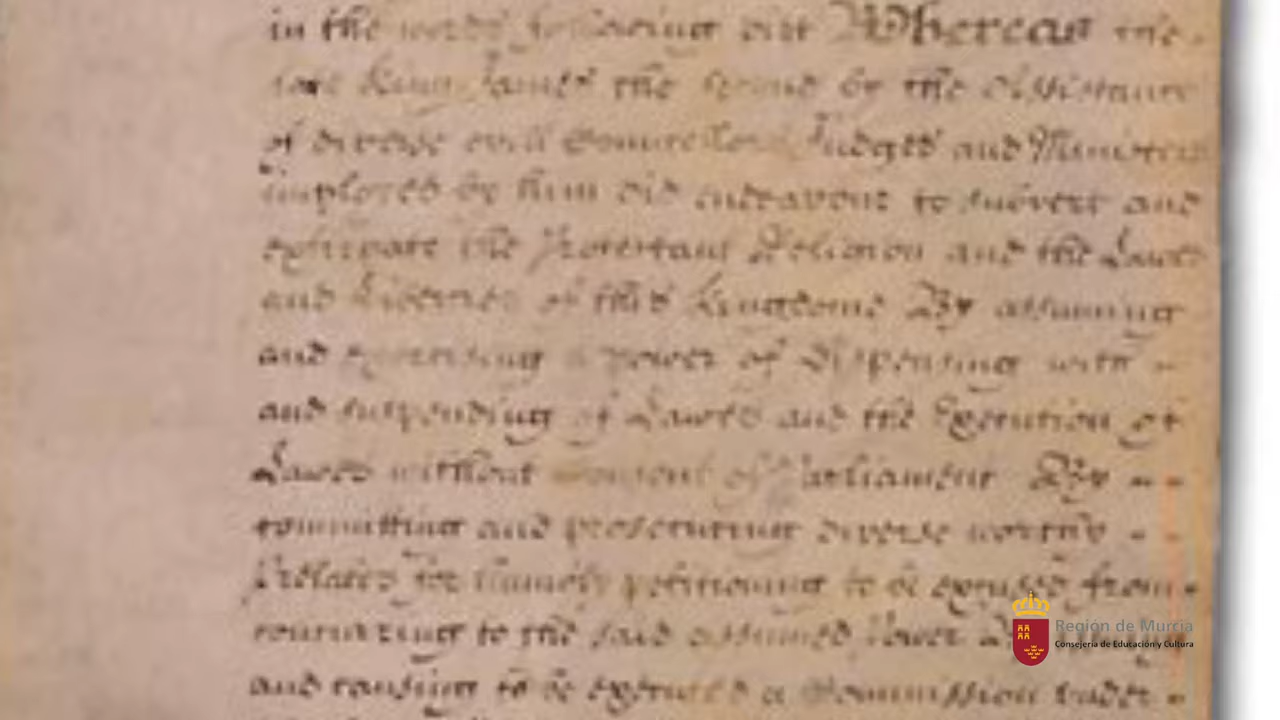 in the words following viz Whereas the
late King James the Second by the Assistance
of diverse evill Councellors Judges and Ministers
imployed by him did endeavour to subvert and
extirpate the Protestant Religion and the Lawes
and Liberties of this Kingdome By assuming
and exercising a power of Dispensing with -
and suspending of Lawes and the Execution of
Lawes without Consent of Parliament By - -
committing and prosecuting diverse worthy - -
Prelates for humbly petitioning to be excused from -
concurring to the said assumed Power By
and causing to be executed a Commission under -
Región de Murcia
Consejería de Educación y Cultura